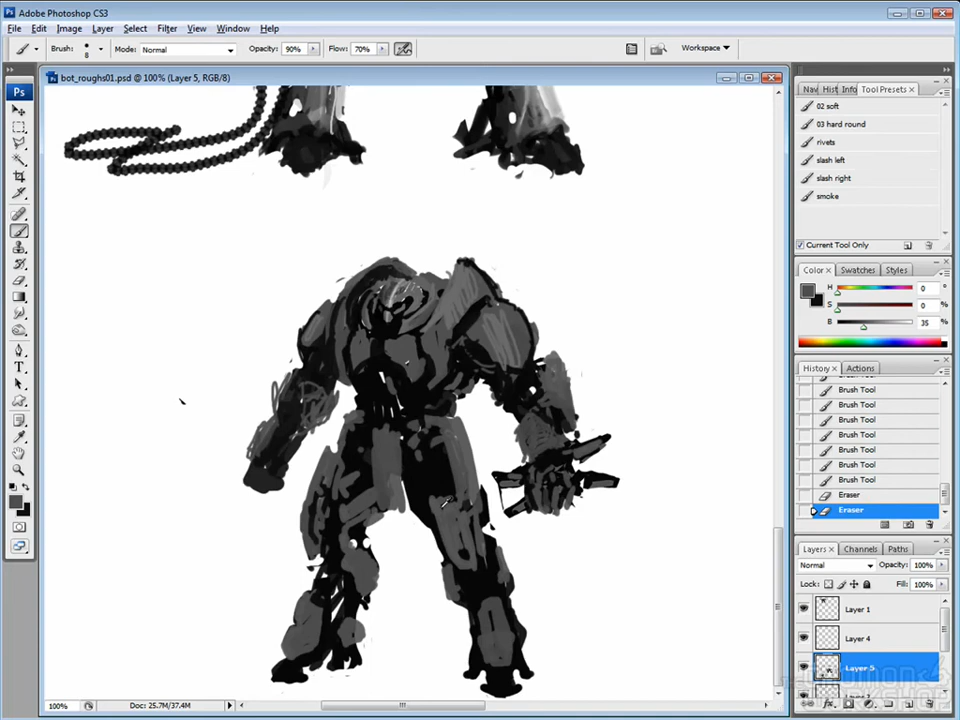 Adobe Photoshop CS3
File Edit Image Layer Select Filter View Window Help
Brush: 8 Mode: Normal Opacity: 90% Flow: 70% Workspace
bot_roughs01.psd @ 100% (Layer 5, RGB/8)
Ps
Nav Hist Info Tool Presets
02 soft
03 hard round
rivets
slash left
slash right
smoke
Current Tool Only
Color Swatches Styles
H 0 °
S 0 %
B 35 %
History Actions
Brush Tool
Brush Tool
Brush Tool
Brush Tool
Brush Tool
Brush Tool
Brush Tool
Eraser
Eraser
Layers Channels Paths
Normal Opacity: 100%
Lock: Fill: 100%
Layer 1
Layer 4
Layer 5
100% Doc: 25.7M/37.4M